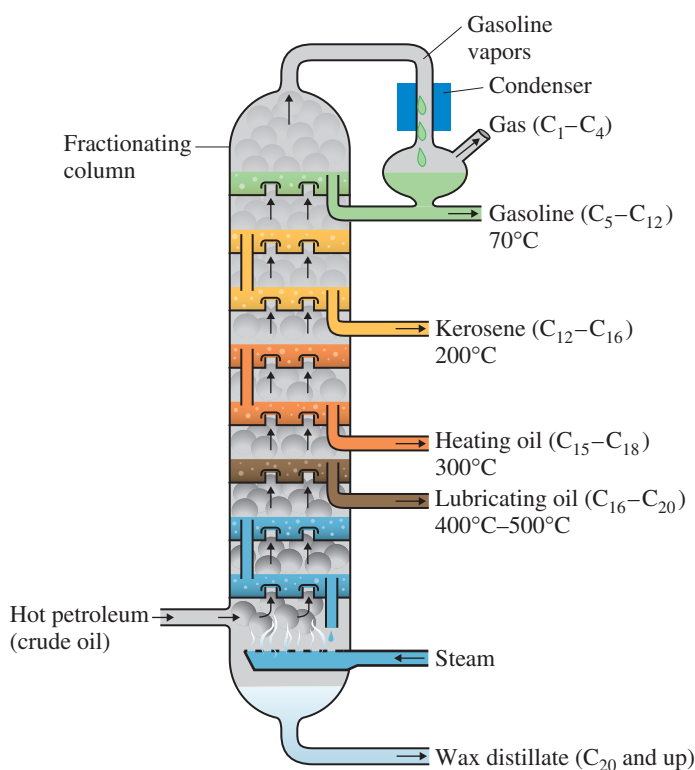 Gasoline
vapors
Condenser
Gas (C₁–C₄)
Fractionating
column
Gasoline (C₅–C₁₂)
70°C
Kerosene (C₁₂–C₁₆)
200°C
Heating oil (C₁₅–C₁₈)
300°C
Lubricating oil (C₁₆–C₂₀)
400°C–500°C
Hot petroleum
(crude oil)
Steam
Wax distillate (C₂₀ and up)